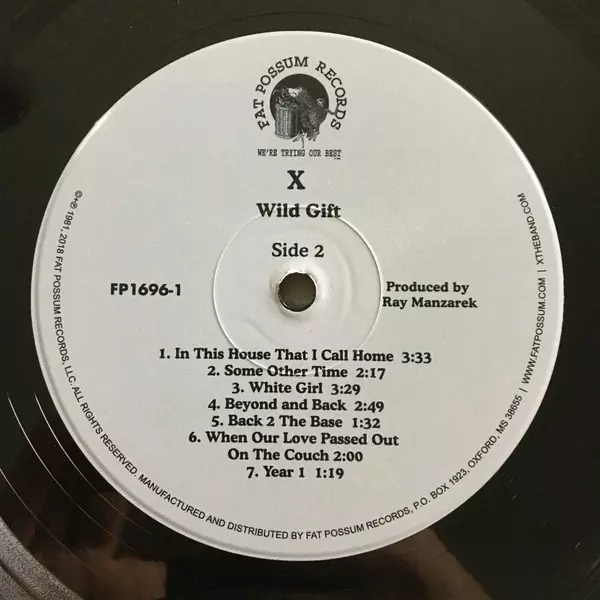 FAT POSSUM RECORDS
WE'RE TRYING OUR BEST
X
Wild Gift
Side 2
FP1696-1
Produced by
Ray Manzarek
1. In This House That I Call Home 3:33
2. Some Other Time 2:17
3. White Girl 3:29
4. Beyond and Back 2:49
5. Back 2 The Base 1:32
6. When Our Love Passed Out
On The Couch 2:00
7. Year 1 1:19
©+℗ 1981, 2018 FAT POSSUM RECORDS, LLC. ALL RIGHTS RESERVED. MANUFACTURED AND DISTRIBUTED BY FAT POSSUM RECORDS, P.O. BOX 1923, OXFORD, MS 38655 | WWW.FATPOSSUM.COM | XTHEBAND.COM